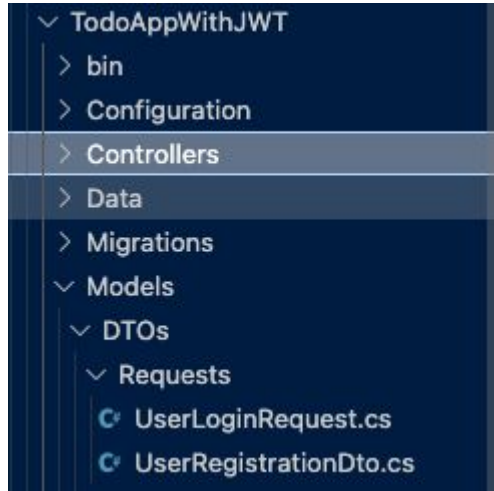 TodoAppWithJWT
bin
Configuration
Controllers
Data
Migrations
Models
DTOs
Requests
C# UserLoginRequest.cs
C# UserRegistrationDto.cs